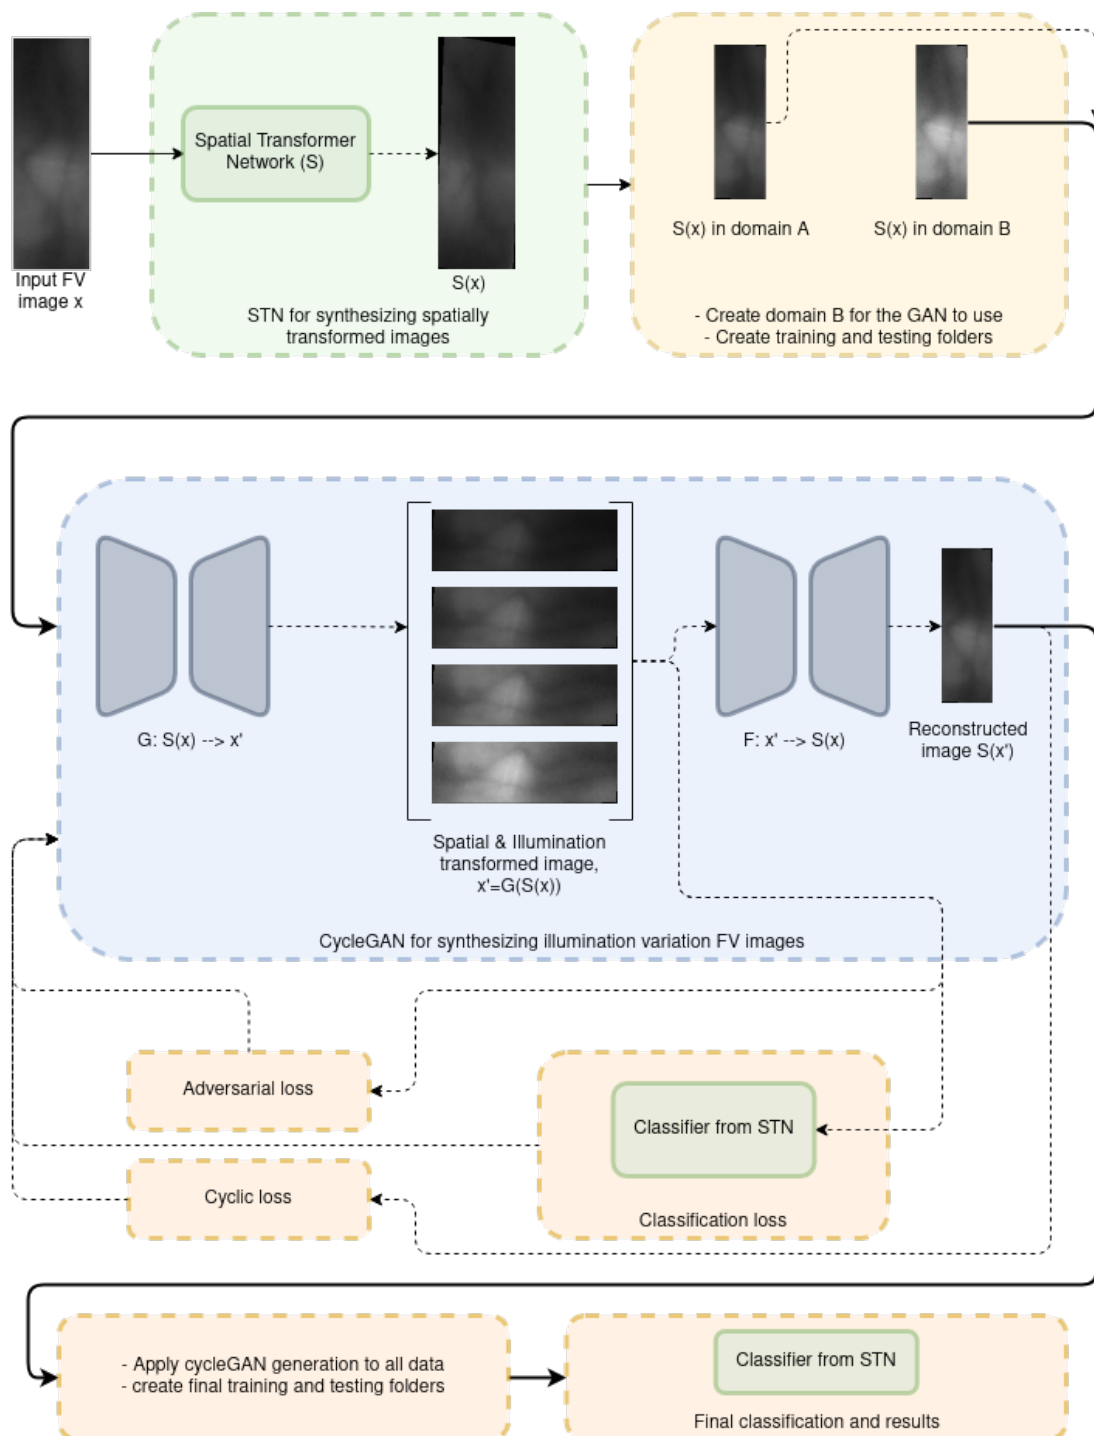 Input FV
image x
Spatial Transformer
Network (S)
S(x)
STN for synthesizing spatially
transformed images
S(x) in domain A
S(x) in domain B
- Create domain B for the GAN to use
- Create training and testing folders
G: S(x) --> x'
Spatial & Illumination
transformed image,
x'=G(S(x))
F: x' --> S(x)
Reconstructed
image S(x')
CycleGAN for synthesizing illumination variation FV images
Adversarial loss
Classifier from STN
Classification loss
Cyclic loss
- Apply cycleGAN generation to all data
- create final training and testing folders
Classifier from STN
Final classification and results